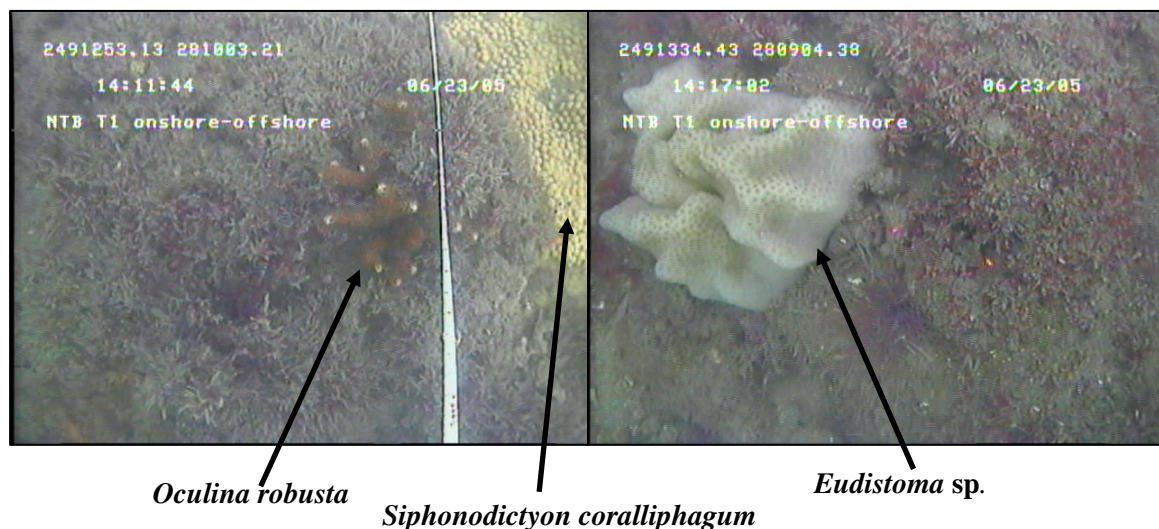 2491253.13 281003.21
14:11:44 06/23/05
NTB T1 onshore-offshore
2491334.43 280904.38
14:17:02 06/23/05
NTB T1 onshore-offshore
Oculina robusta
Siphonodictyon coralliphagum
Eudistoma sp.